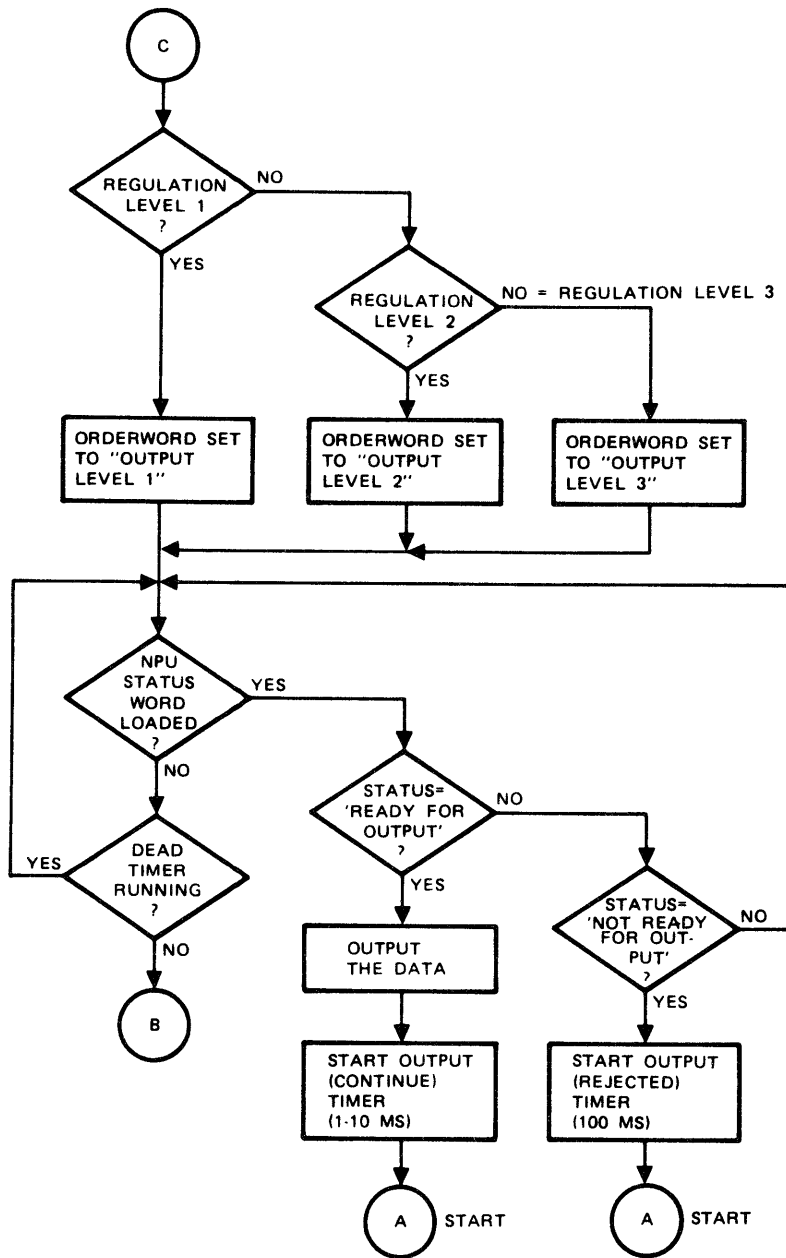 C
REGULATION
LEVEL 1
?
NO
YES
REGULATION
LEVEL 2
?
NO = REGULATION LEVEL 3
YES
ORDERWORD SET
TO "OUTPUT
LEVEL 1"
ORDERWORD SET
TO "OUTPUT
LEVEL 2"
ORDERWORD SET
TO "OUTPUT
LEVEL 3"
NPU
STATUS
WORD
LOADED
?
YES
NO
STATUS=
'READY FOR
OUTPUT'
?
NO
YES
DEAD
TIMER
RUNNING
?
YES
NO
STATUS=
'NOT READY
FOR OUT-
PUT'
?
NO
YES
OUTPUT
THE DATA
B
START OUTPUT
(CONTINUE)
TIMER
(1-10 MS)
START OUTPUT
(REJECTED)
TIMER
(100 MS)
A
START
A
START